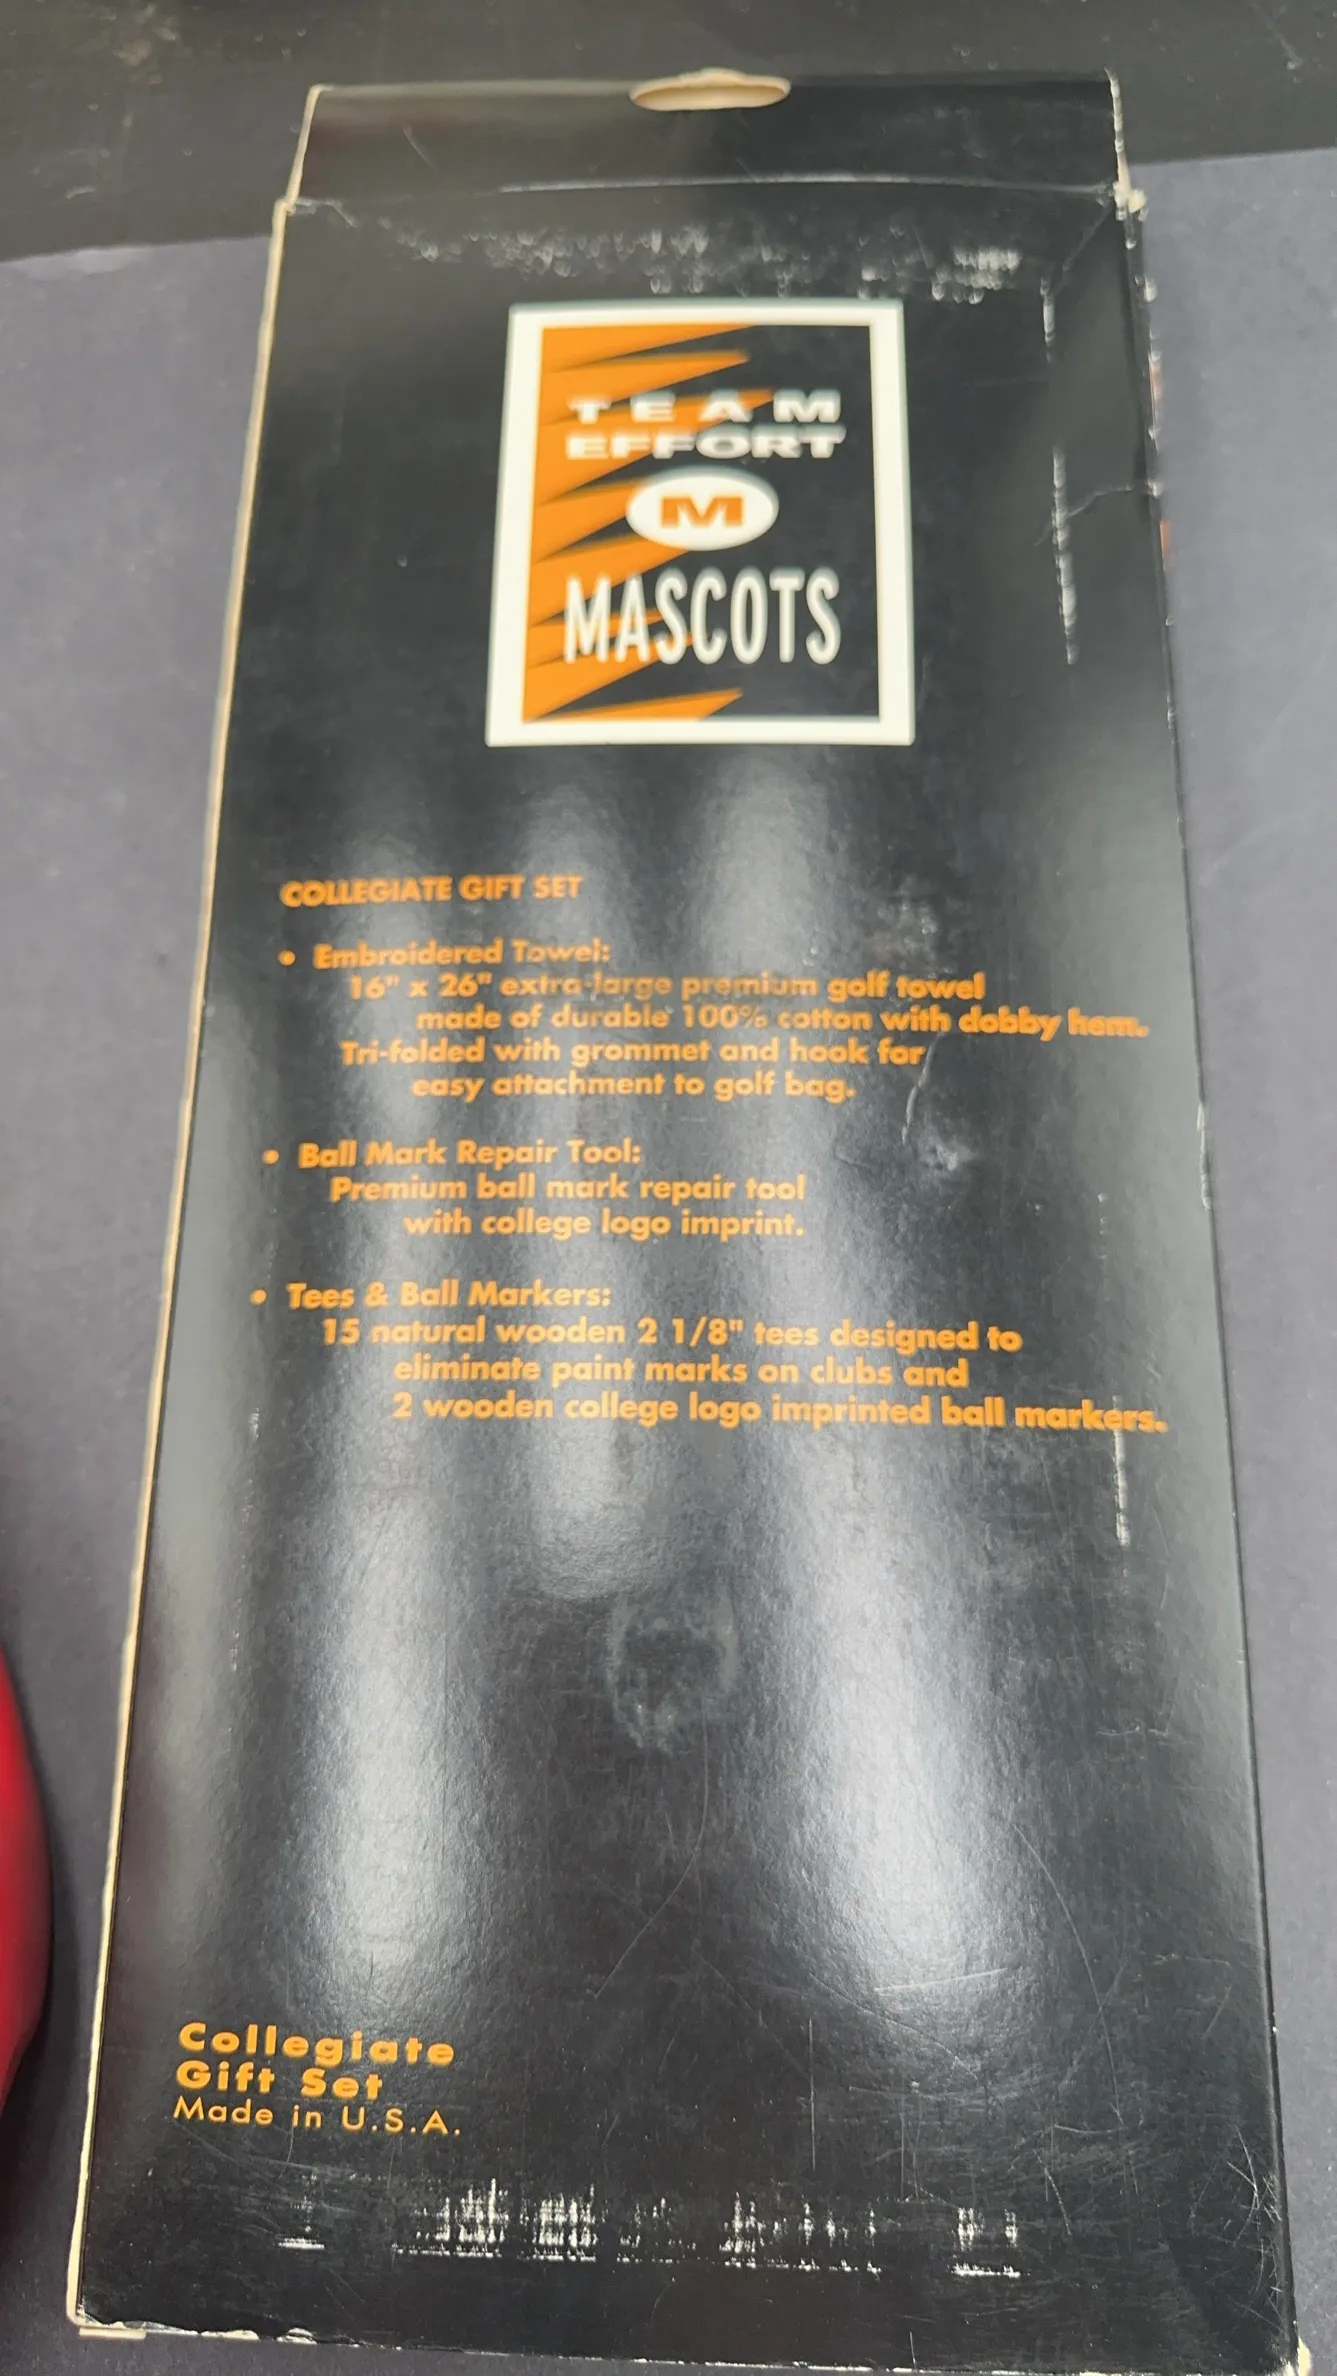 TEAM
EFFORT
M
MASCOTS
COLLEGIATE GIFT SET
• Embroidered Towel:
16" x 26" extra-large premium golf towel
made of durable 100% cotton with dobby hem.
Tri-folded with grommet and hook for
easy attachment to golf bag.
• Ball Mark Repair Tool:
Premium ball mark repair tool
with college logo imprint.
• Tees & Ball Markers:
15 natural wooden 2 1/8" tees designed to
eliminate paint marks on clubs and
2 wooden college logo imprinted ball markers.
Collegiate
Gift Set
Made in U.S.A.